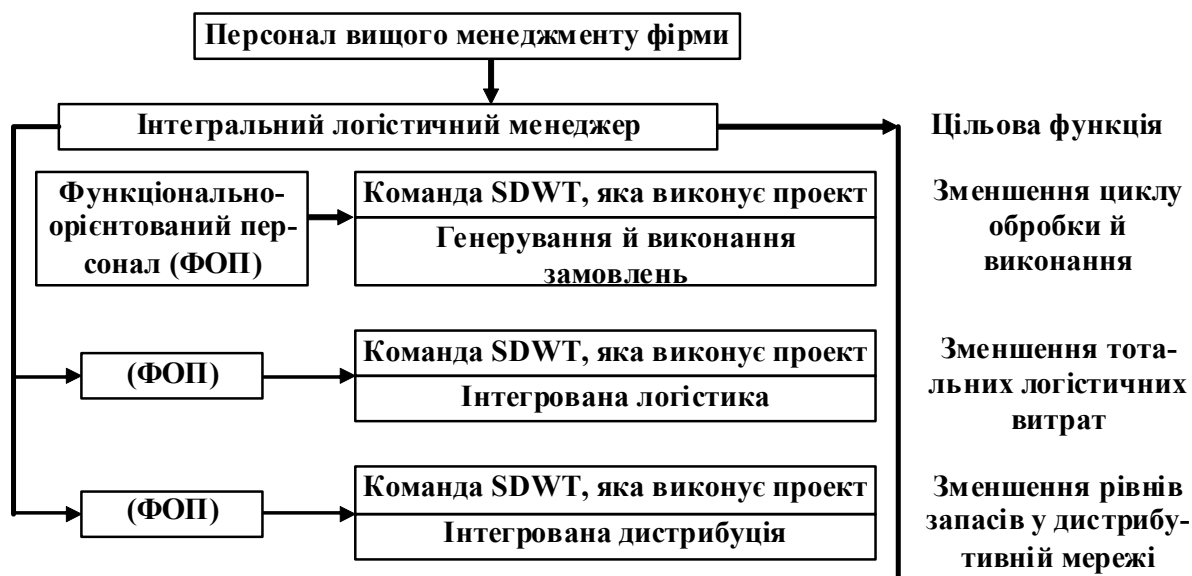 Персонал вищого менеджменту фірми
Інтегральний логістичний менеджер
Цільова функція
Функціонально-
орієнтований пер-
сонал (ФОП)
Команда SDWT, яка виконує проект
Генерування й виконання
замовлень
Зменшення циклу
обробки й
виконання
(ФОП)
Команда SDWT, яка виконує проект
Інтегрована логістика
Зменшення тота-
льних логістичних
витрат
(ФОП)
Команда SDWT, яка виконує проект
Інтегрована дистрибуція
Зменшення рівнів
запасів у дистрибу-
тивній мережі